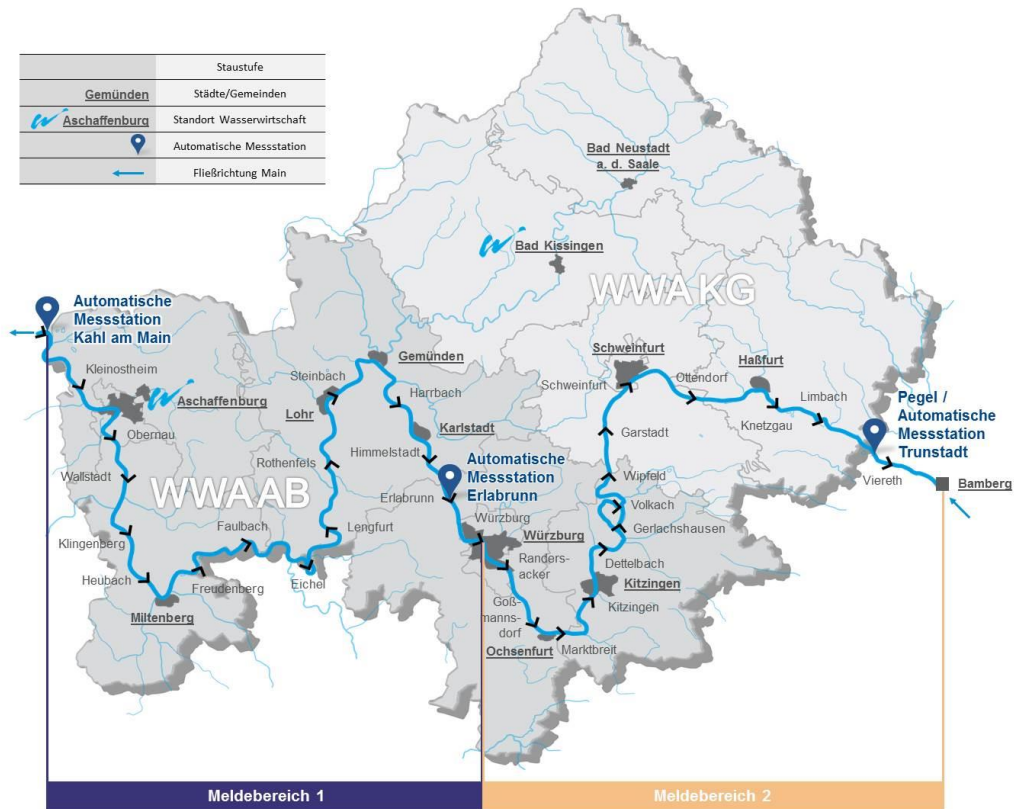 Staustufe
Gemünden
Städte/Gemeinden
Aschaffenburg
Standort Wasserwirtschaft
Automatische Messstation
Fließrichtung Main
Bad Neustadt
a. d. Saale
Bad Kissingen
WWAKG
Automatische
Messstation
Kahl am Main
Kleinostheim
Aschaffenburg
Obernau
Wallstadt
WWAAB
Klingenberg
Heubach
Miltenberg
Freudenberg
Faulbach
Eichel
Lengfurt
Rothenfels
Lohr
Steinbach
Gemünden
Harrbach
Karlstadt
Himmelstadt
Erlabrunn
Automatische
Messstation
Erlabrunn
Würzburg
Würzburg
Randers-
acker
Goß-
manns-
dorf
Ochsenfurt
Marktbreit
Kitzingen
Kitzingen
Dettelbach
Gerlachshausen
Volkach
Wipfeld
Garstadt
Schweinfurt
Schweinfurt
Ottendorf
Haßfurt
Knetzgau
Limbach
Pegel /
Automatische
Messstation
Trunstadt
Viereth
Bamberg
Meldebereich 1
Meldebereich 2